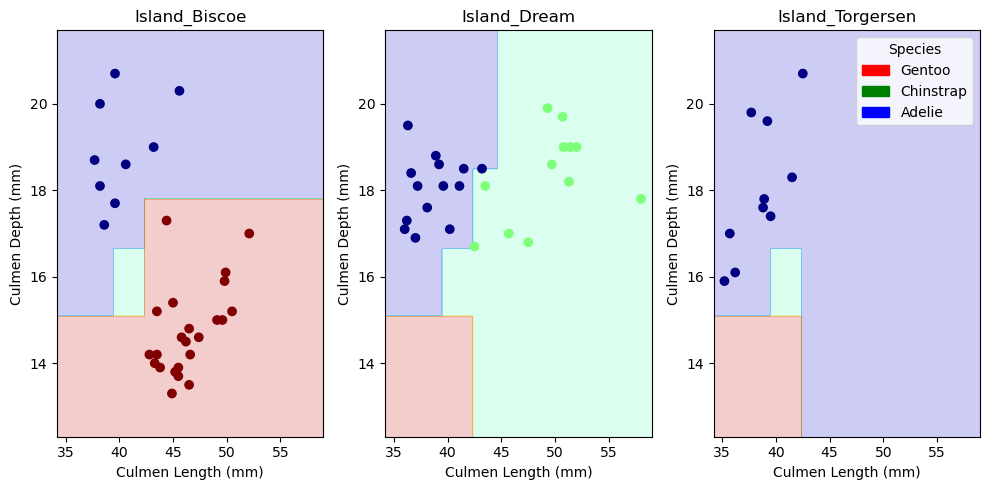 Island_Biscoe
Island_Dream
Island_Torgersen
Culmen Depth (mm)
20
18
16
14
35
40
45
50
55
Culmen Length (mm)
Culmen Depth (mm)
20
18
16
14
35
40
45
50
55
Culmen Length (mm)
Culmen Depth (mm)
20
18
16
14
35
40
45
50
55
Culmen Length (mm)
Species
Gentoo
Chinstrap
Adelie